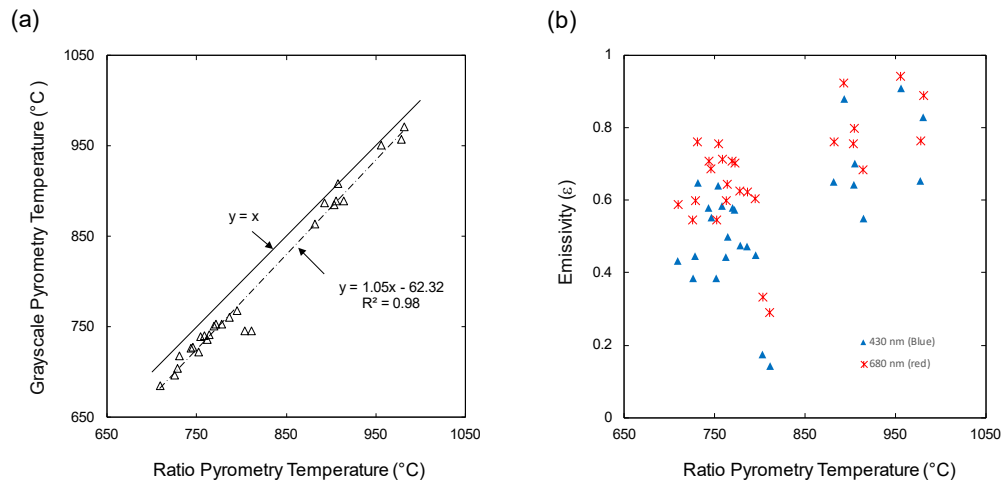 (a)
1050
950
850
750
650
650
750
850
950
1050
Grayscale Pyrometry Temperature (°C)
Ratio Pyrometry Temperature (°C)
y = x
y = 1.05x - 62.32
R² = 0.98
(b)
1
0.8
0.6
0.4
0.2
0
650
750
850
950
1050
Emissivity (ε)
Ratio Pyrometry Temperature (°C)
430 nm (Blue)
680 nm (red)